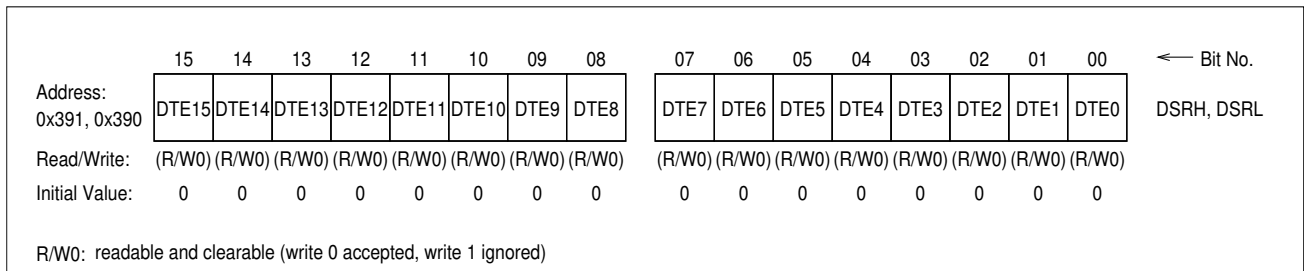 15 14 13 12 11 10 09 08 07 06 05 04 03 02 01 00 ← Bit No.
Address:
0x391, 0x390 DTE15 DTE14 DTE13 DTE12 DTE11 DTE10 DTE9 DTE8 DTE7 DTE6 DTE5 DTE4 DTE3 DTE2 DTE1 DTE0 DSRH, DSRL
Read/Write: (R/W0) (R/W0) (R/W0) (R/W0) (R/W0) (R/W0) (R/W0) (R/W0) (R/W0) (R/W0) (R/W0) (R/W0) (R/W0) (R/W0) (R/W0) (R/W0)
Initial Value: 0 0 0 0 0 0 0 0 0 0 0 0 0 0 0 0
R/W0: readable and clearable (write 0 accepted, write 1 ignored)